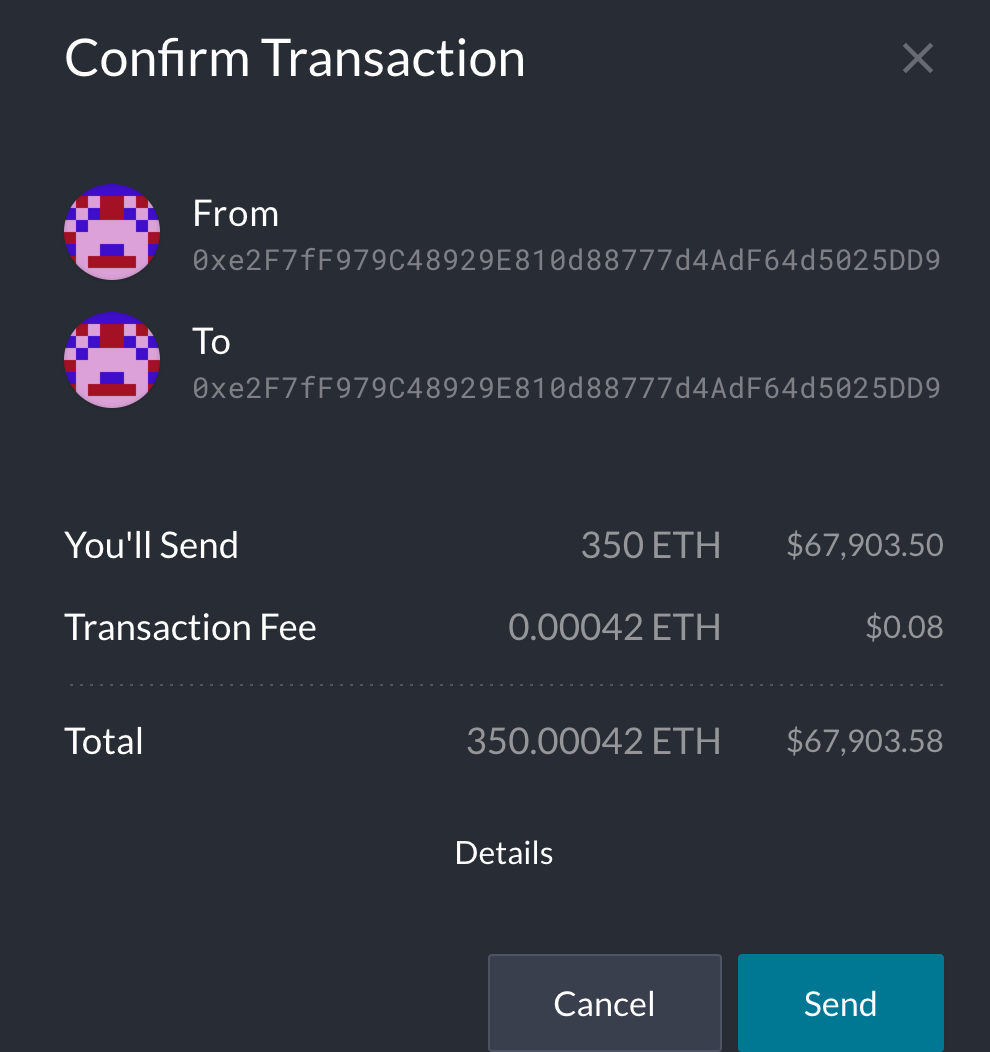 Confirm Transaction
From
0xe2F7fF979C48929E810d88777d4AdF64d5025DD9
To
0xe2F7fF979C48929E810d88777d4AdF64d5025DD9
You'll Send 350 ETH $67,903.50
Transaction Fee 0.00042 ETH $0.08
Total 350.00042 ETH $67,903.58
Details
Cancel Send